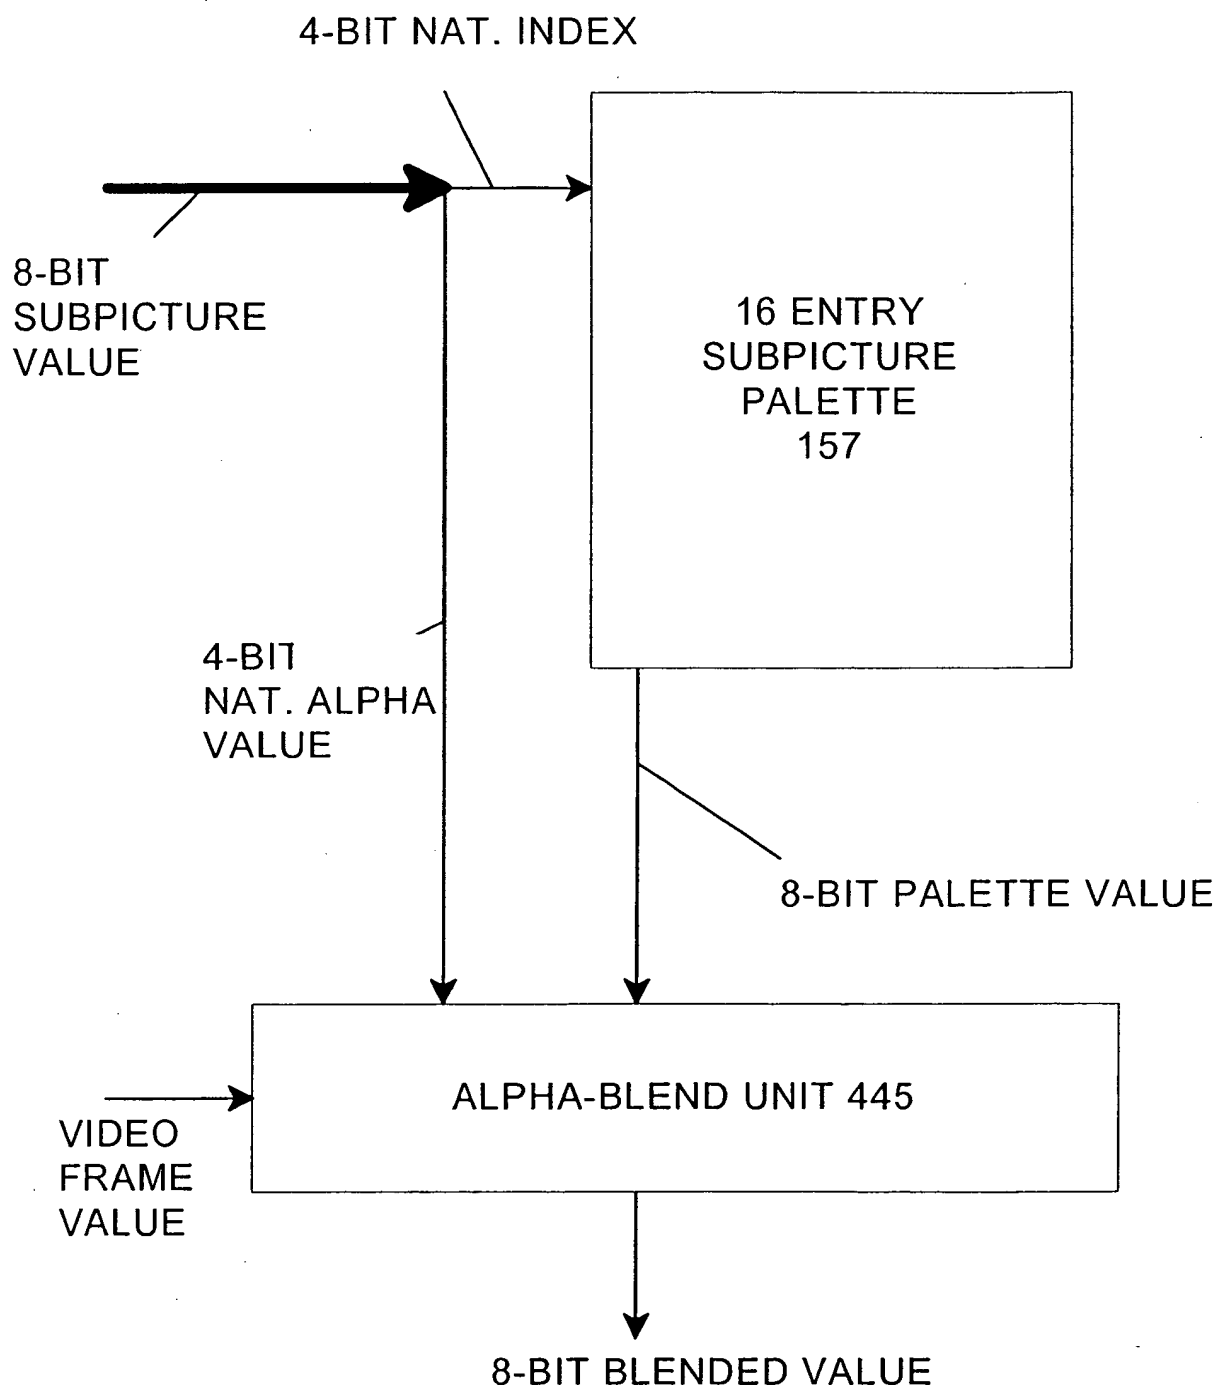 4-BIT NAT. INDEX
8-BIT
SUBPICTURE
VALUE
16 ENTRY
SUBPICTURE
PALETTE
157
4-BIT
NAT. ALPHA
VALUE
8-BIT PALETTE VALUE
ALPHA-BLEND UNIT 445
VIDEO
FRAME
VALUE
8-BIT BLENDED VALUE